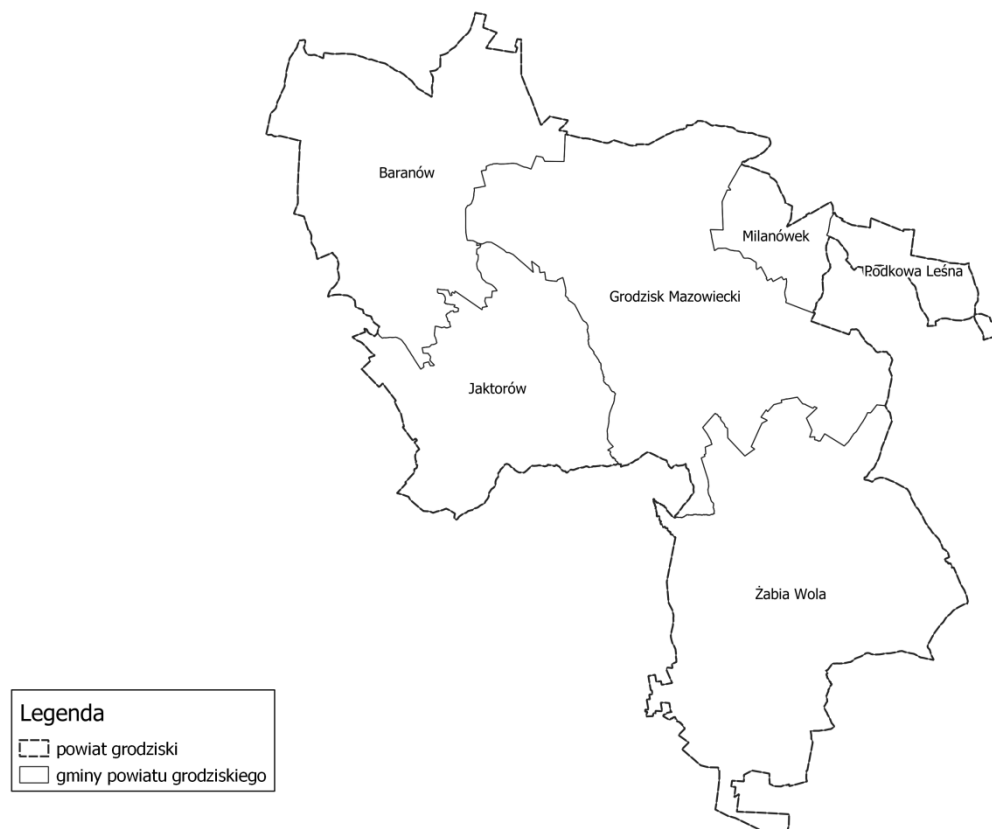 Baranów
Milanówek
Podkowa Leśna
Grodzisk Mazowiecki
Jaktorów
Żabia Wola
Legenda
powiat grodziski
gminy powiatu grodziskiego